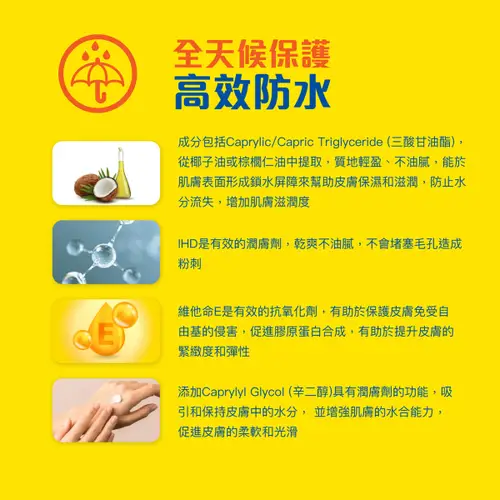 全天候保護
高效防水
成分包括Caprylic/Capric Triglyceride (三酸甘油酯)，
從椰子油或棕櫚仁油中提取，質地輕盈、不油膩，能於
肌膚表面形成鎖水屏障來幫助皮膚保濕和滋潤，防止水
分流失，增加肌膚滋潤度
IHD是有效的潤膚劑，乾爽不油膩，不會堵塞毛孔造成
粉刺
E
維他命E是有效的抗氧化劑，有助於保護皮膚免受自
由基的侵害，促進膠原蛋白合成，有助於提升皮膚的
緊緻度和彈性
添加Caprylyl Glycol (辛二醇)具有潤膚劑的功能，吸
引和保持皮膚中的水分， 並增強肌膚的水合能力，
促進皮膚的柔軟和光滑